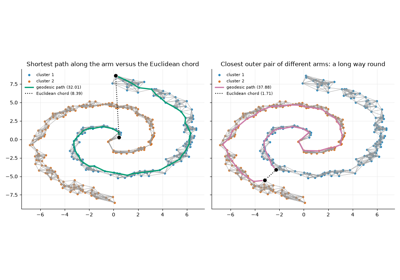 Shortest path along the arm versus the Euclidean chord
cluster 1
cluster 2
geodesic path (32.01)
Euclidean chord (8.39)
7.5
5.0
2.5
0.0
−2.5
−5.0
−7.5
−6
−4
−2
0
2
4
6
Closest outer pair of different arms: a long way round
cluster 1
cluster 2
geodesic path (37.88)
Euclidean chord (1.71)
−6
−4
−2
0
2
4
6